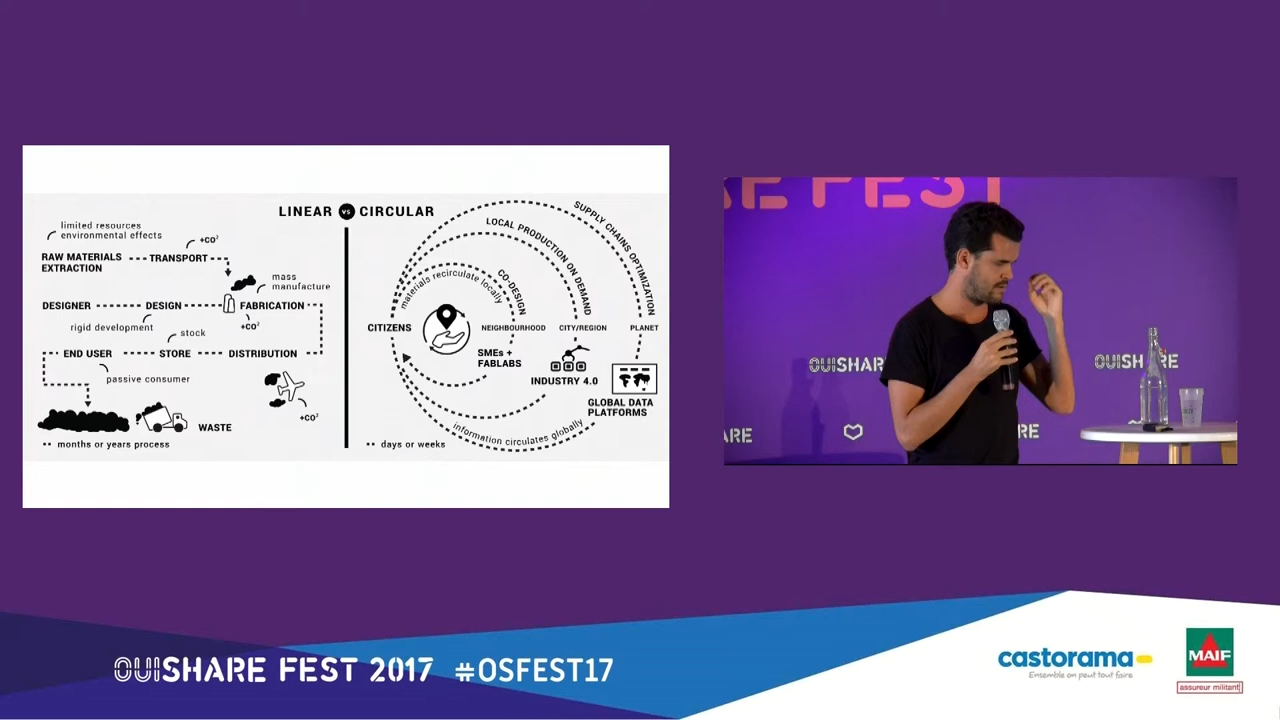 LINEAR VS CIRCULAR
limited resources
environmental effects
+CO²
RAW MATERIALS
EXTRACTION
TRANSPORT
mass
manufacture
DESIGNER
DESIGN
FABRICATION
rigid development
+CO²
stock
END USER
STORE
DISTRIBUTION
passive consumer
+CO²
WASTE
•• months or years process
SUPPLY CHAINS OPTIMIZATION
LOCAL PRODUCTION ON DEMAND
CO-DESIGN
materials recirculate locally
CITIZENS
NEIGHBOURHOOD
CITY/REGION
PLANET
SMEs +
FABLABS
INDUSTRY 4.0
GLOBAL DATA
PLATFORMS
information circulates globally
•• days or weeks
RE FEST
OUISHAR
OUISH RE
ARE
RE
OUISHARE FEST 2017 #OSFEST17
castorama
Ensemble on peut tout faire
MAIF
assureur militant